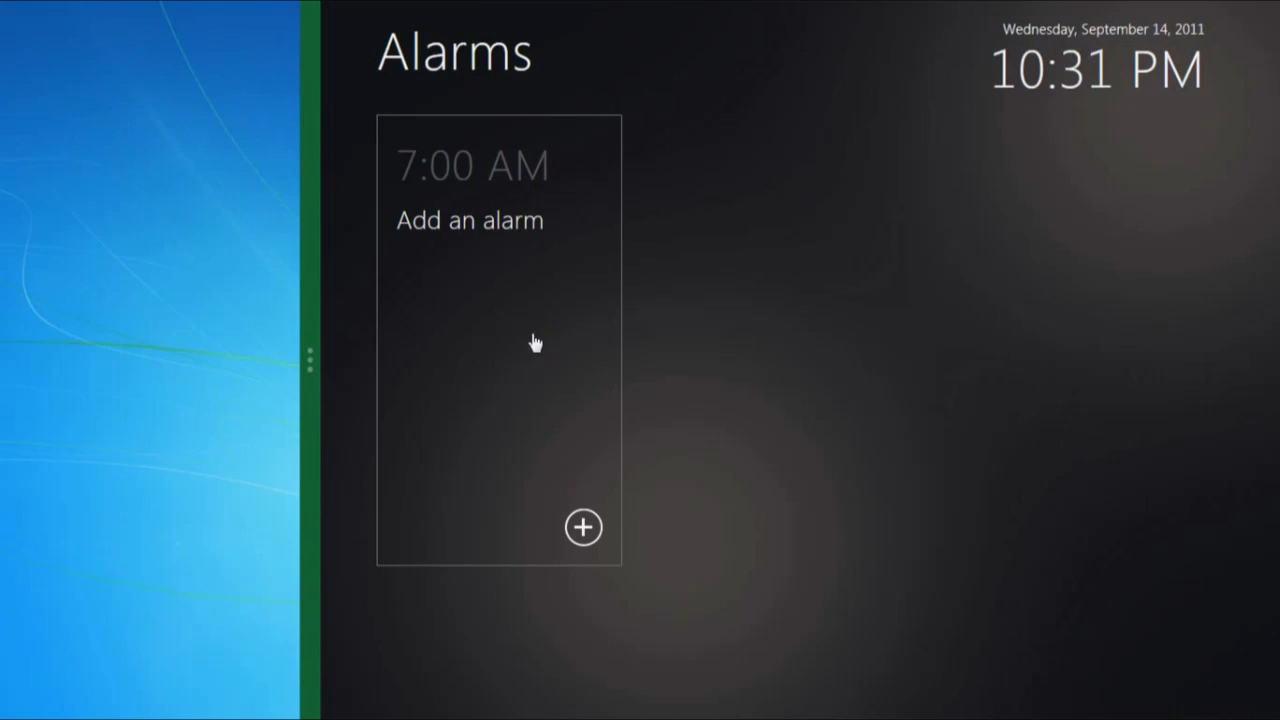 Alarms
Wednesday, September 14, 2011
10:31 PM
7:00 AM
Add an alarm